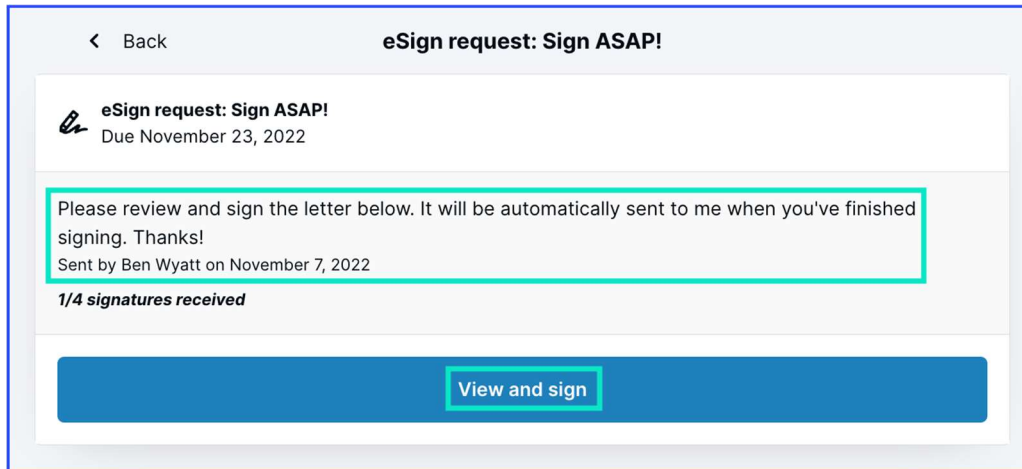 Back
eSign request: Sign ASAP!
eSign request: Sign ASAP!
Due November 23, 2022
Please review and sign the letter below. It will be automatically sent to me when you've finished
signing. Thanks!
Sent by Ben Wyatt on November 7, 2022
1/4 signatures received
View and sign